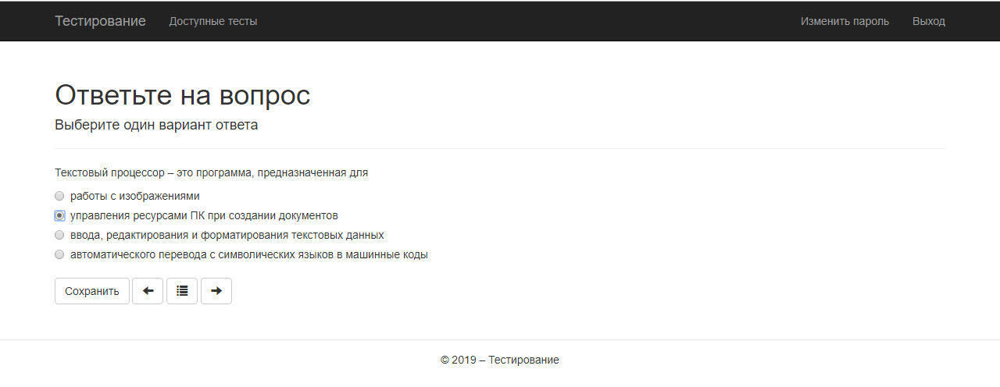 Тестирование Доступные тесты Изменить пароль Выход
Ответьте на вопрос
Выберите один вариант ответа
Текстовый процессор – это программа, предназначенная для
работы с изображениями
управления ресурсами ПК при создании документов
ввода, редактирования и форматирования текстовых данных
автоматического перевода с символических языков в машинные коды
Сохранить
© 2019 – Тестирование